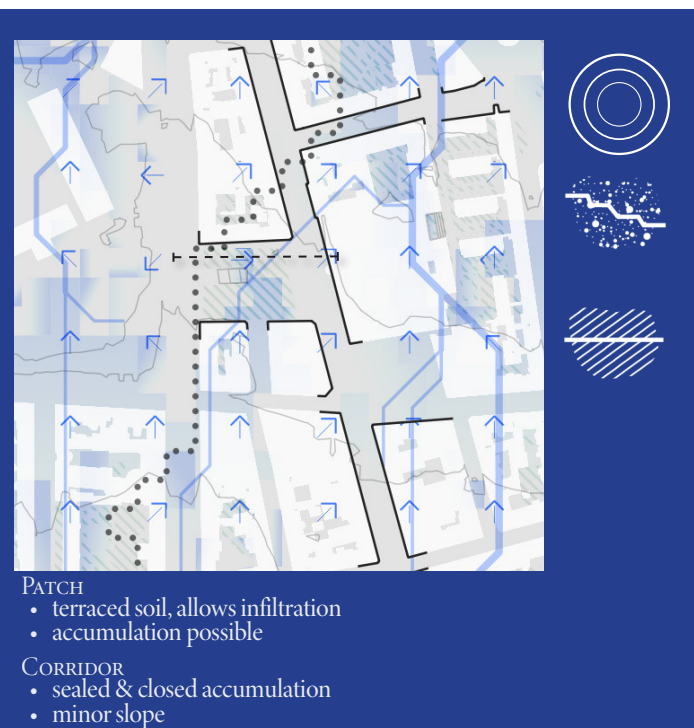 PATCH
• terraced soil, allows infiltration
• accumulation possible
CORRIDOR
• sealed & closed accumulation
• minor slope